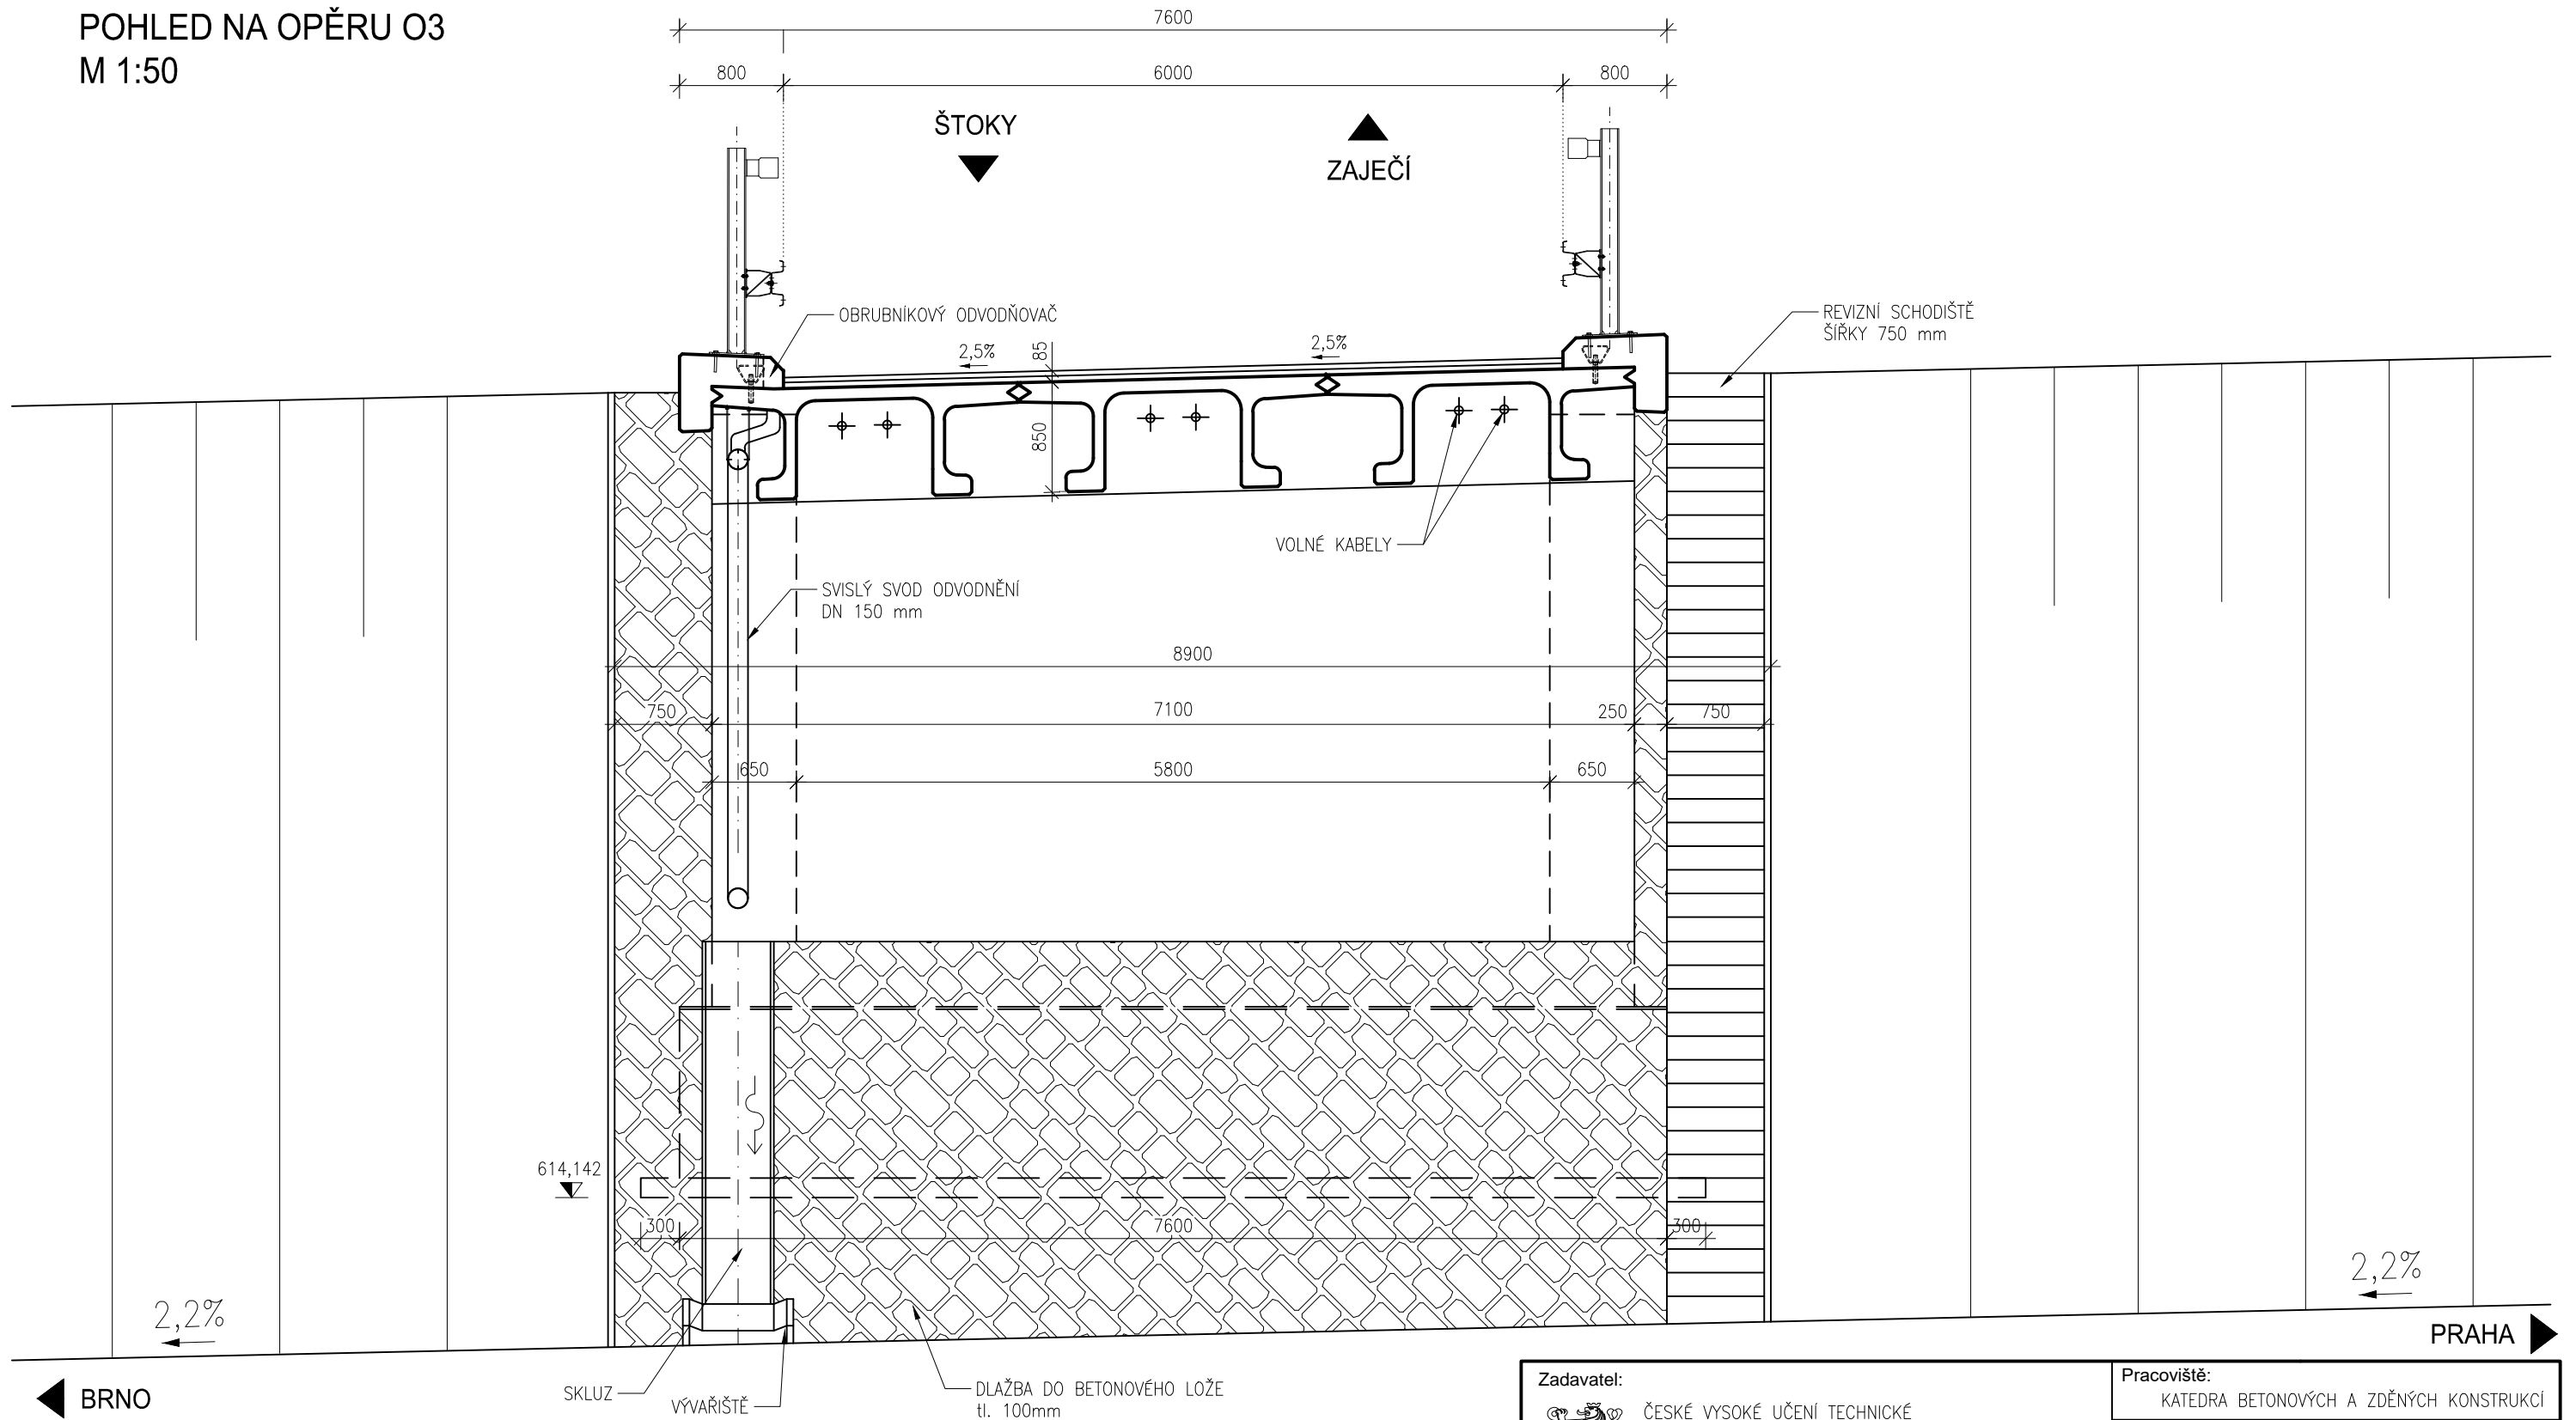 POHLED NA OPĚRU O3
M 1:50
7600
800
6000
800
ŠTOKY
ZAJEČÍ
OBRUBNÍKOVÝ ODVODŇOVAČ
REVIZNÍ SCHODIŠTĚ
ŠÍŘKY 750 mm
2,5%
85
2,5%
850
VOLNÉ KABELY
SVISLÝ SVOD ODVODNĚNÍ
DN 150 mm
8900
750
7100
250
750
650
5800
650
614,142
300
7600
300
2,2%
2,2%
PRAHA
BRNO
SKLUZ
VÝVAŘIŠTĚ
DLAŽBA DO BETONOVÉHO LOŽE
tl. 100mm
Zadavatel:
ČESKÉ VYSOKÉ UČENÍ TECHNICKÉ
Pracoviště:
KATEDRA BETONOVÝCH A ZDĚNÝCH KONSTRUKCÍ